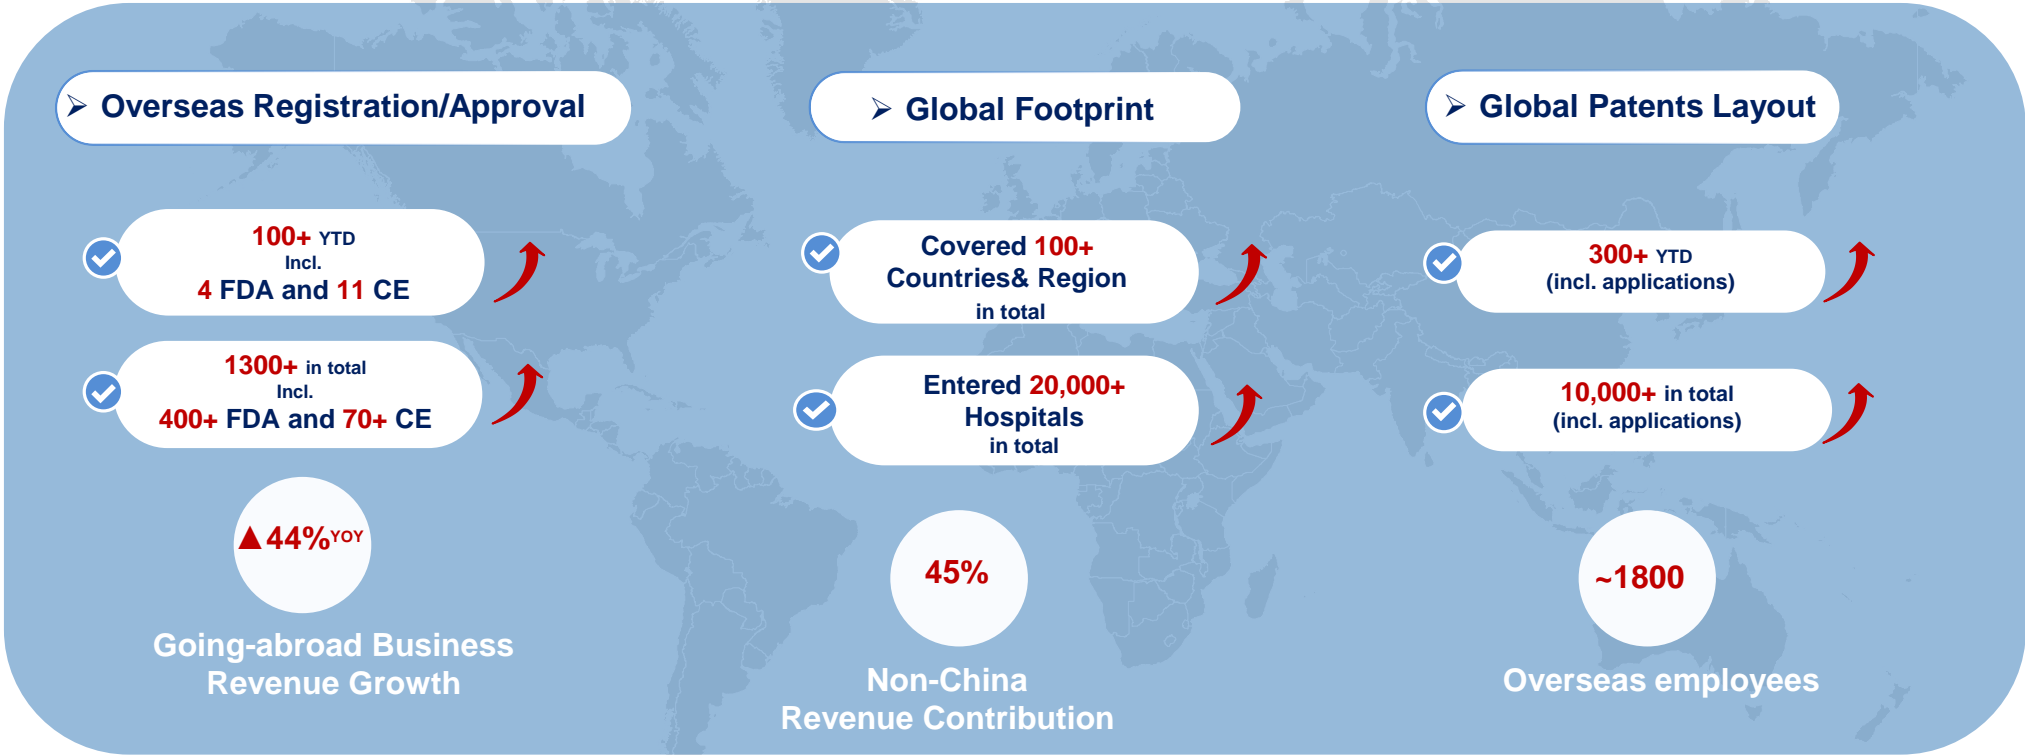 ➢ Overseas Registration/Approval
100+ YTD
Incl.
4 FDA and 11 CE
1300+ in total
Incl.
400+ FDA and 70+ CE
▲44%YOY
Going-abroad Business
Revenue Growth
➢ Global Footprint
Covered 100+
Countries& Region
in total
Entered 20,000+
Hospitals
in total
45%
Non-China
Revenue Contribution
➢ Global Patents Layout
300+ YTD
(incl. applications)
10,000+ in total
(incl. applications)
~1800
Overseas employees